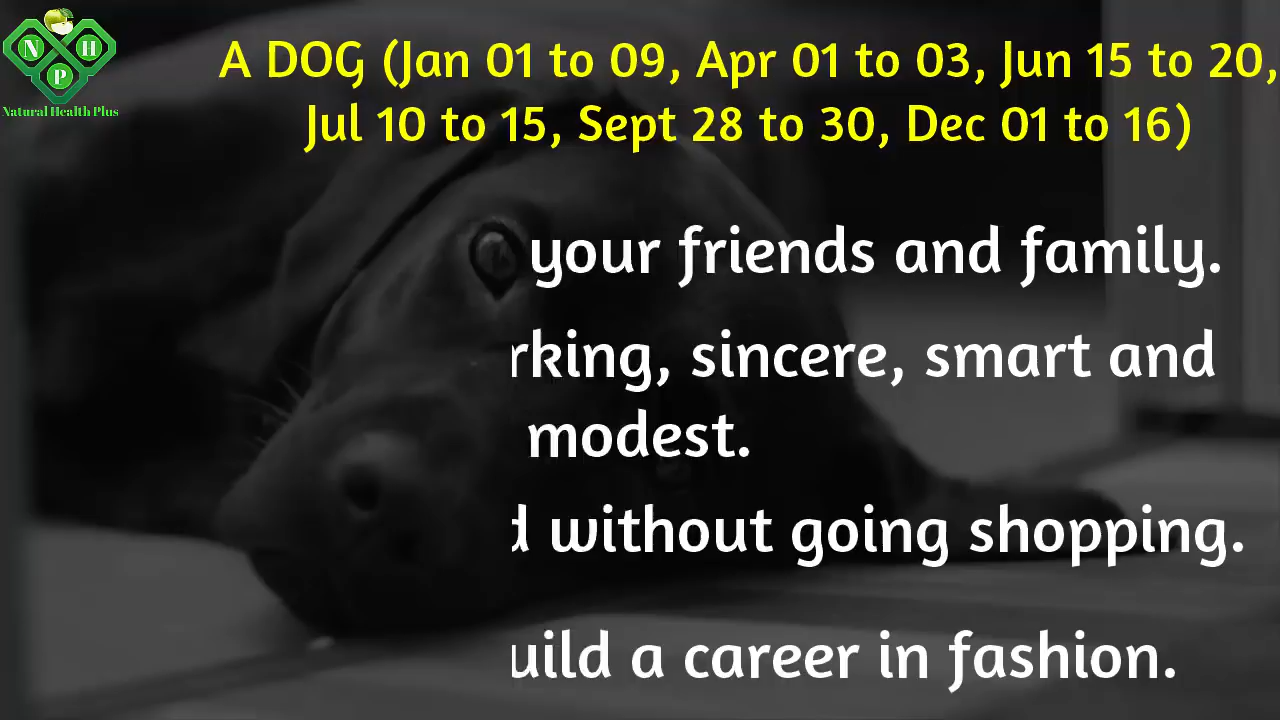 N H
P
Natural Health Plus
A DOG (Jan 01 to 09, Apr 01 to 03, Jun 15 to 20,
Jul 10 to 15, Sept 28 to 30, Dec 01 to 16)
your friends and family.
rking, sincere, smart and
modest.
d without going shopping.
uild a career in fashion.